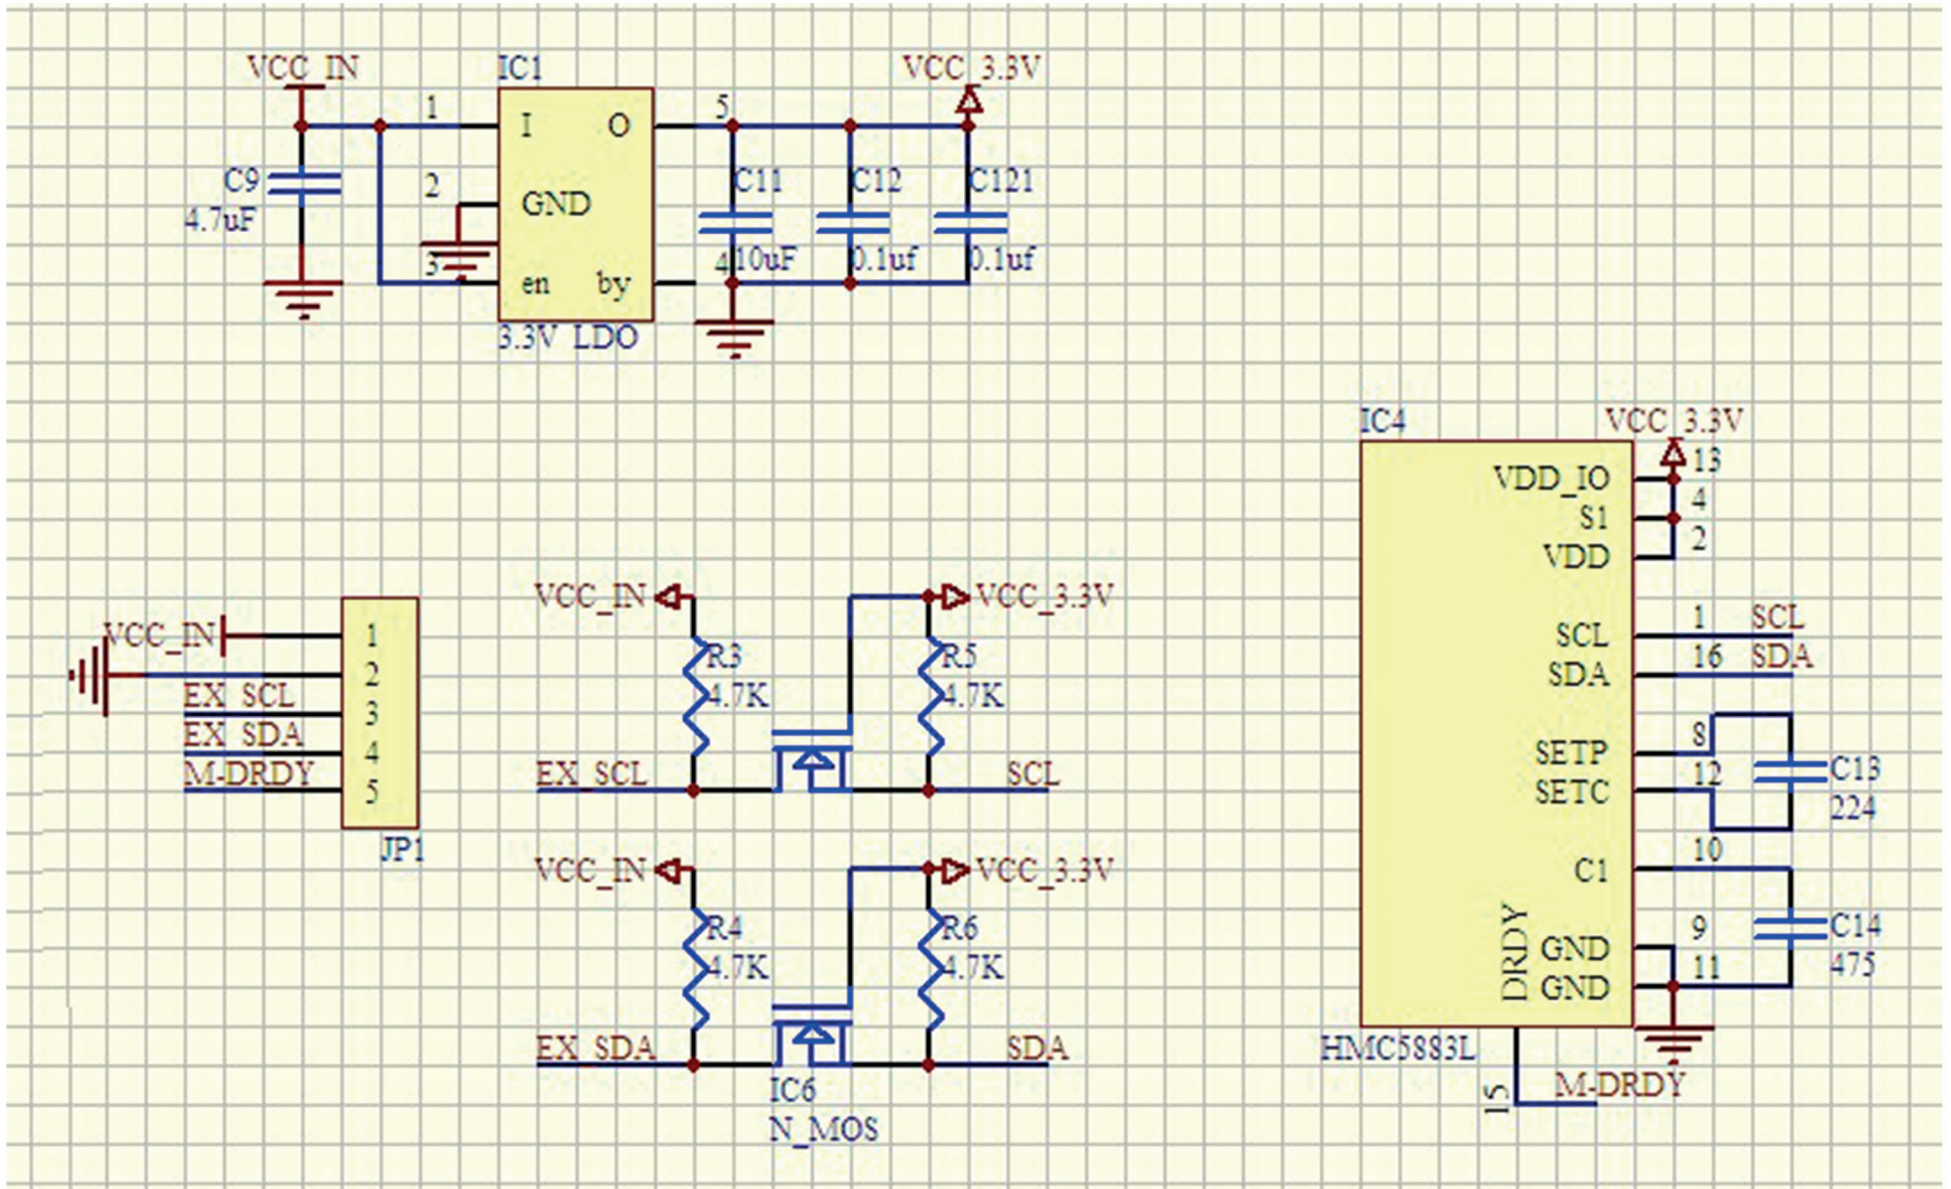 VCC_IN
IC1
VCC_3.3V
1
I
O
5
C9
4.7uF
2
GND
C11
C12
C121
3
en
by
4
10uF
0.1uf
0.1uf
3.3V LDO
IC4
VCC_3.3V
VDD_IO
13
S1
4
VDD
2
SCL
1
SCL
SDA
16
SDA
SETP
8
SETC
12
C13
224
C1
10
C14
475
GND
9
GND
11
DRDY
HMC5883L
15
M-DRDY
VCC_IN
1
2
EX_SCL
3
EX_SDA
4
M-DRDY
5
JP1
VCC_IN
VCC_3.3V
R3
4.7K
R5
4.7K
EX_SCL
SCL
VCC_IN
VCC_3.3V
R4
4.7K
R6
4.7K
EX_SDA
SDA
IC6
N_MOS